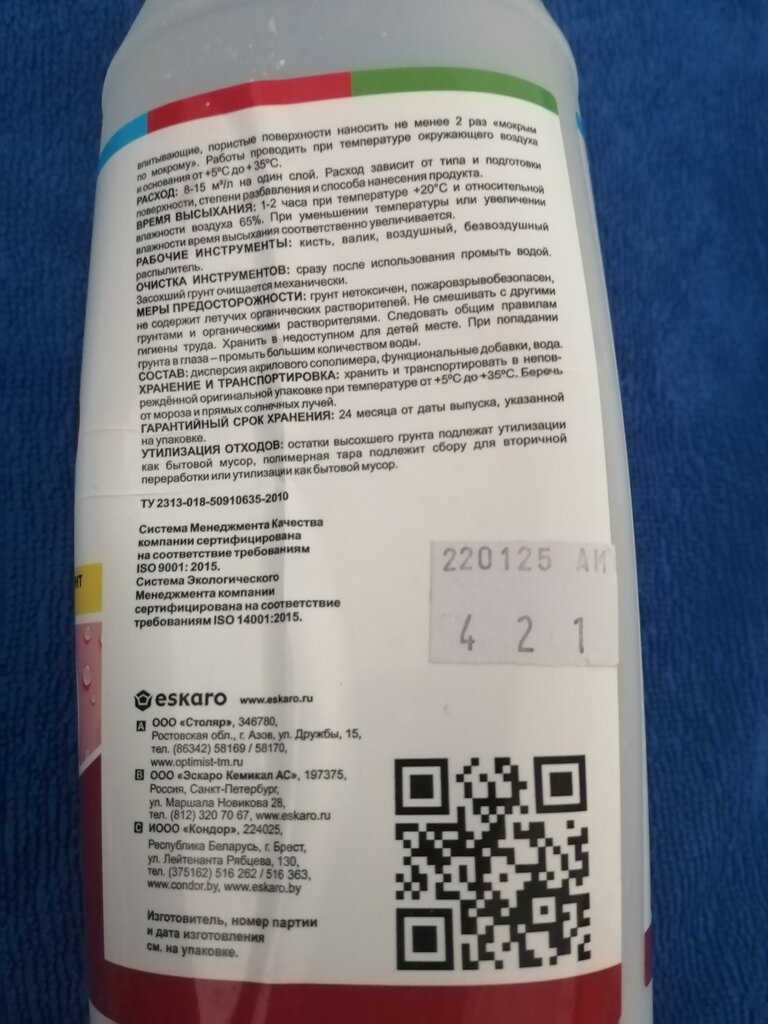 впитывающие, пористые поверхности наносить не менее 2 раз «мокрым
по мокрому». Работы проводить при температуре окружающего воздуха
и основания от +5°С до +35°С.
РАСХОД: 8-15 м²/л на один слой. Расход зависит от типа и подготовки
поверхности, степени разбавления и способа нанесения продукта.
ВРЕМЯ ВЫСЫХАНИЯ: 1-2 часа при температуре +20°С и относительной
влажности воздуха 65%. При уменьшении температуры или увеличении
влажности время высыхания соответственно увеличивается.
РАБОЧИЕ ИНСТРУМЕНТЫ: кисть, валик, воздушный, безвоздушный
распылитель.
ОЧИСТКА ИНСТРУМЕНТОВ: сразу после использования промыть водой.
Засохший грунт очищается механически.
МЕРЫ ПРЕДОСТОРОЖНОСТИ: грунт нетоксичен, пожаровзрывобезопасен,
не содержит летучих органических растворителей. Не смешивать с другими
грунтами и органическими растворителями. Следовать общим правилам
гигиены труда. Хранить в недоступном для детей месте. При попадании
грунта в глаза – промыть большим количеством воды.
СОСТАВ: дисперсия акрилового сополимера, функциональные добавки, вода.
ХРАНЕНИЕ И ТРАНСПОРТИРОВКА: хранить и транспортировать в непов-
реждённой оригинальной упаковке при температуре от +5°С до +35°С. Беречь
от мороза и прямых солнечных лучей.
ГАРАНТИЙНЫЙ СРОК ХРАНЕНИЯ: 24 месяца от даты выпуска, указанной
на упаковке.
УТИЛИЗАЦИЯ ОТХОДОВ: остатки высохшего грунта подлежат утилизации
как бытовой мусор, полимерная тара подлежит сбору для вторичной
переработки или утилизации как бытовой мусор.
ТУ 2313-018-50910635-2010
Система Менеджмента Качества
компании сертифицирована
на соответствие требованиям
ISO 9001: 2015.
Система Экологического
Менеджмента компании
сертифицирована на соответствие
требованиям ISO 14001:2015.
НТ
220125 АМ
4 2 1
eskaro www.eskaro.ru
A ООО «Столяр», 346780,
Ростовская обл., г. Азов, ул. Дружбы, 15,
тел. (86342) 58169 / 58170,
www.optimist-tm.ru
B ООО «Эскаро Кемикал АС», 197375,
Россия, Санкт-Петербург,
ул. Маршала Новикова 28,
тел. (812) 320 70 67, www.eskaro.ru
C ИООО «Кондор», 224025,
Республика Беларусь, г. Брест,
ул. Лейтенанта Рябцева, 130,
тел. (375162) 516 262 / 516 363,
www.condor.by, www.eskaro.by
Изготовитель, номер партии
и дата изготовления
см. на упаковке.